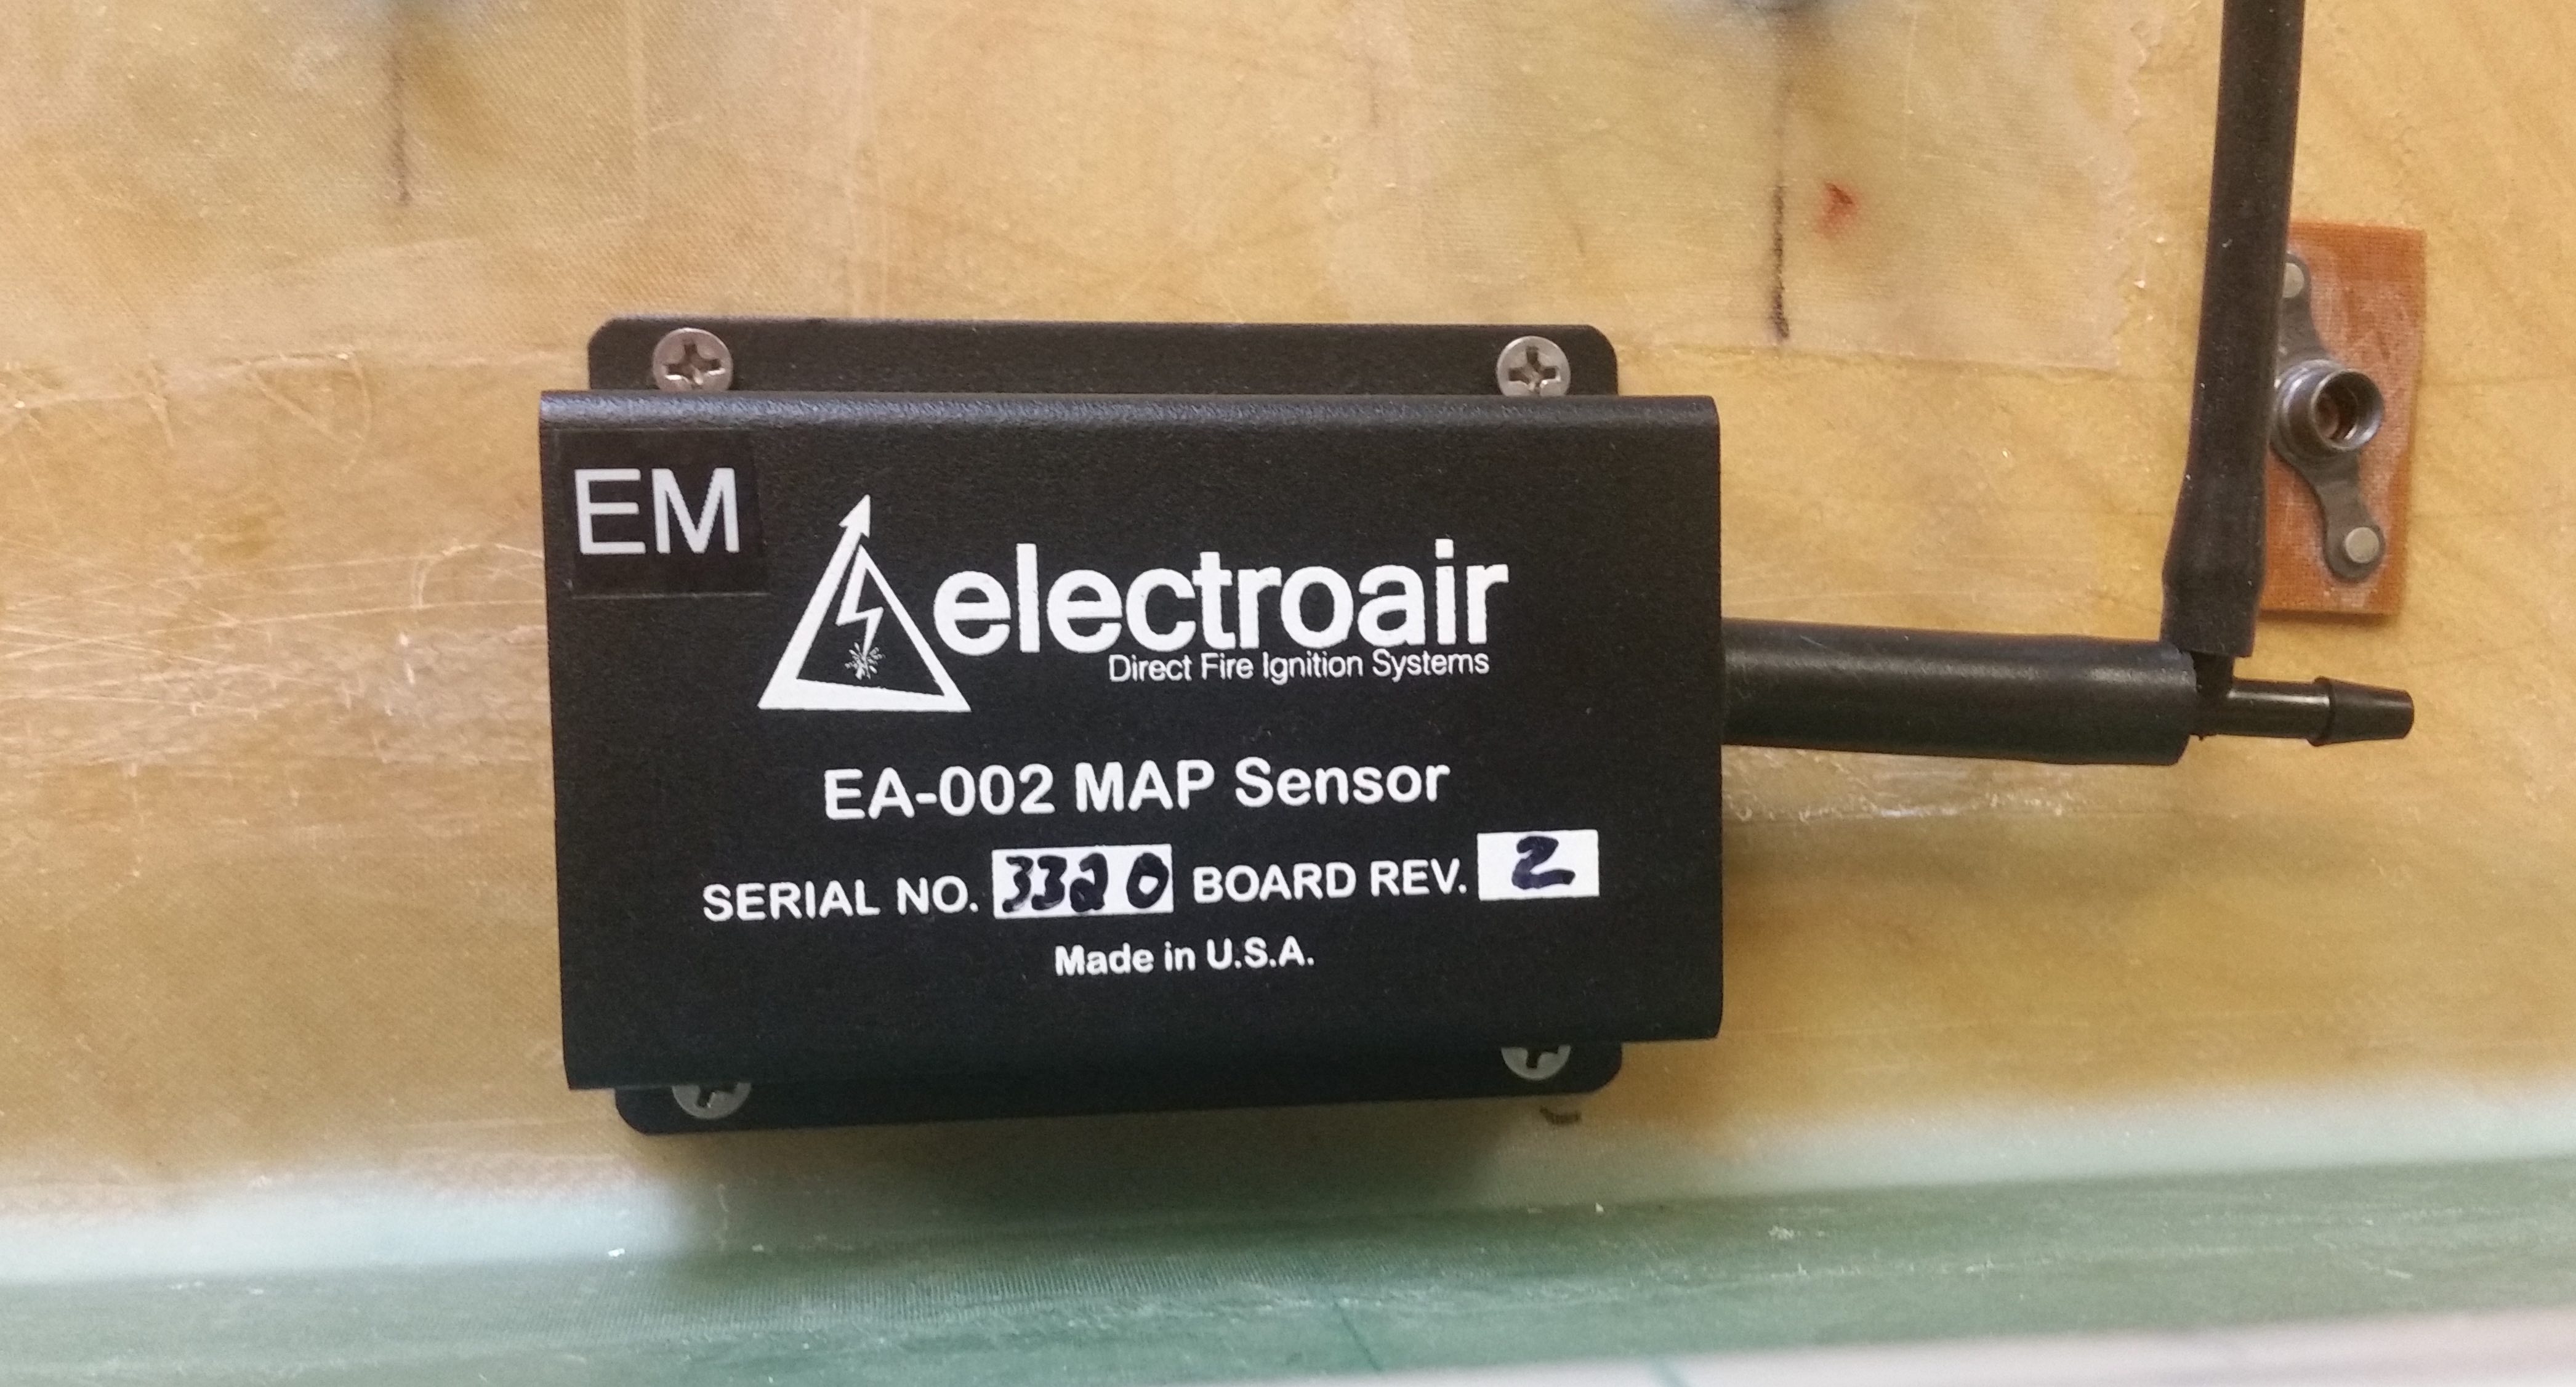 EM
electroair
Direct Fire Ignition Systems
EA-002 MAP Sensor
SERIAL NO. 3320 BOARD REV. 2
Made in U.S.A.